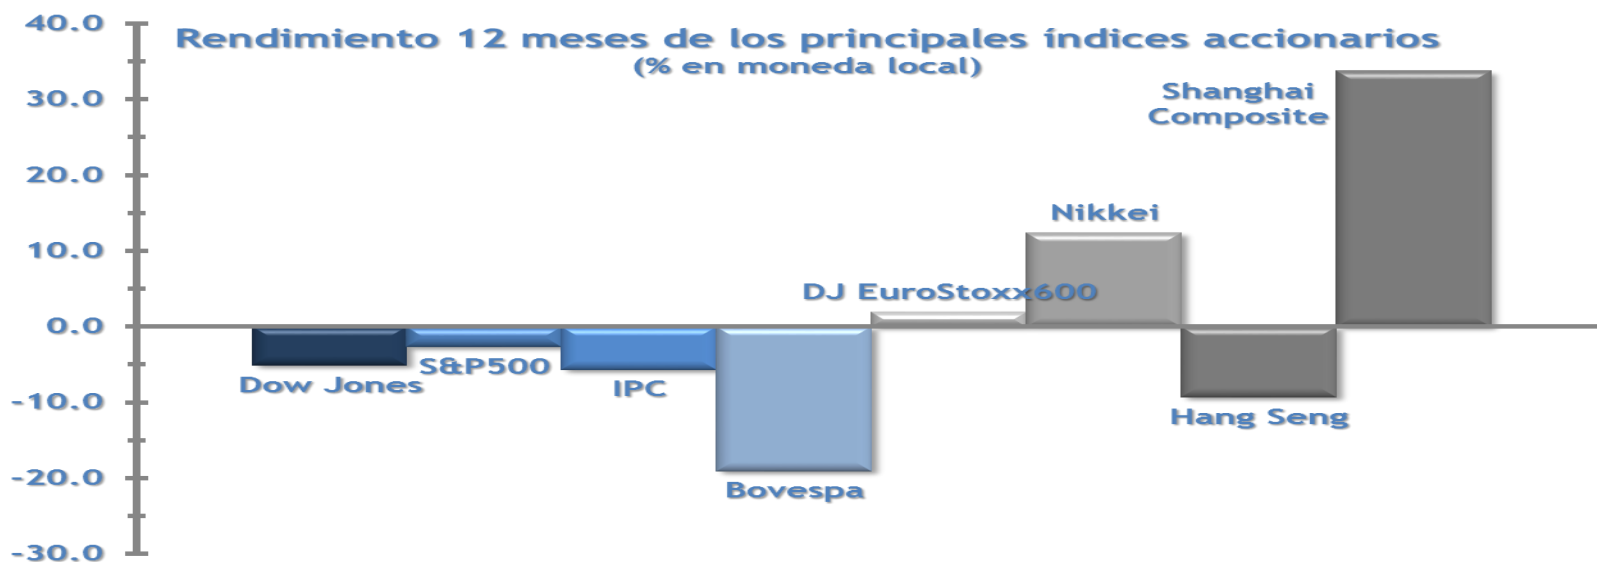 Rendimiento 12 meses de los principales índices accionarios
(% en moneda local)
40.0
30.0
20.0
10.0
0.0
-10.0
-20.0
-30.0
Dow Jones
S&P500
IPC
Bovespa
DJ EuroStoxx600
Nikkei
Hang Seng
Shanghai
Composite